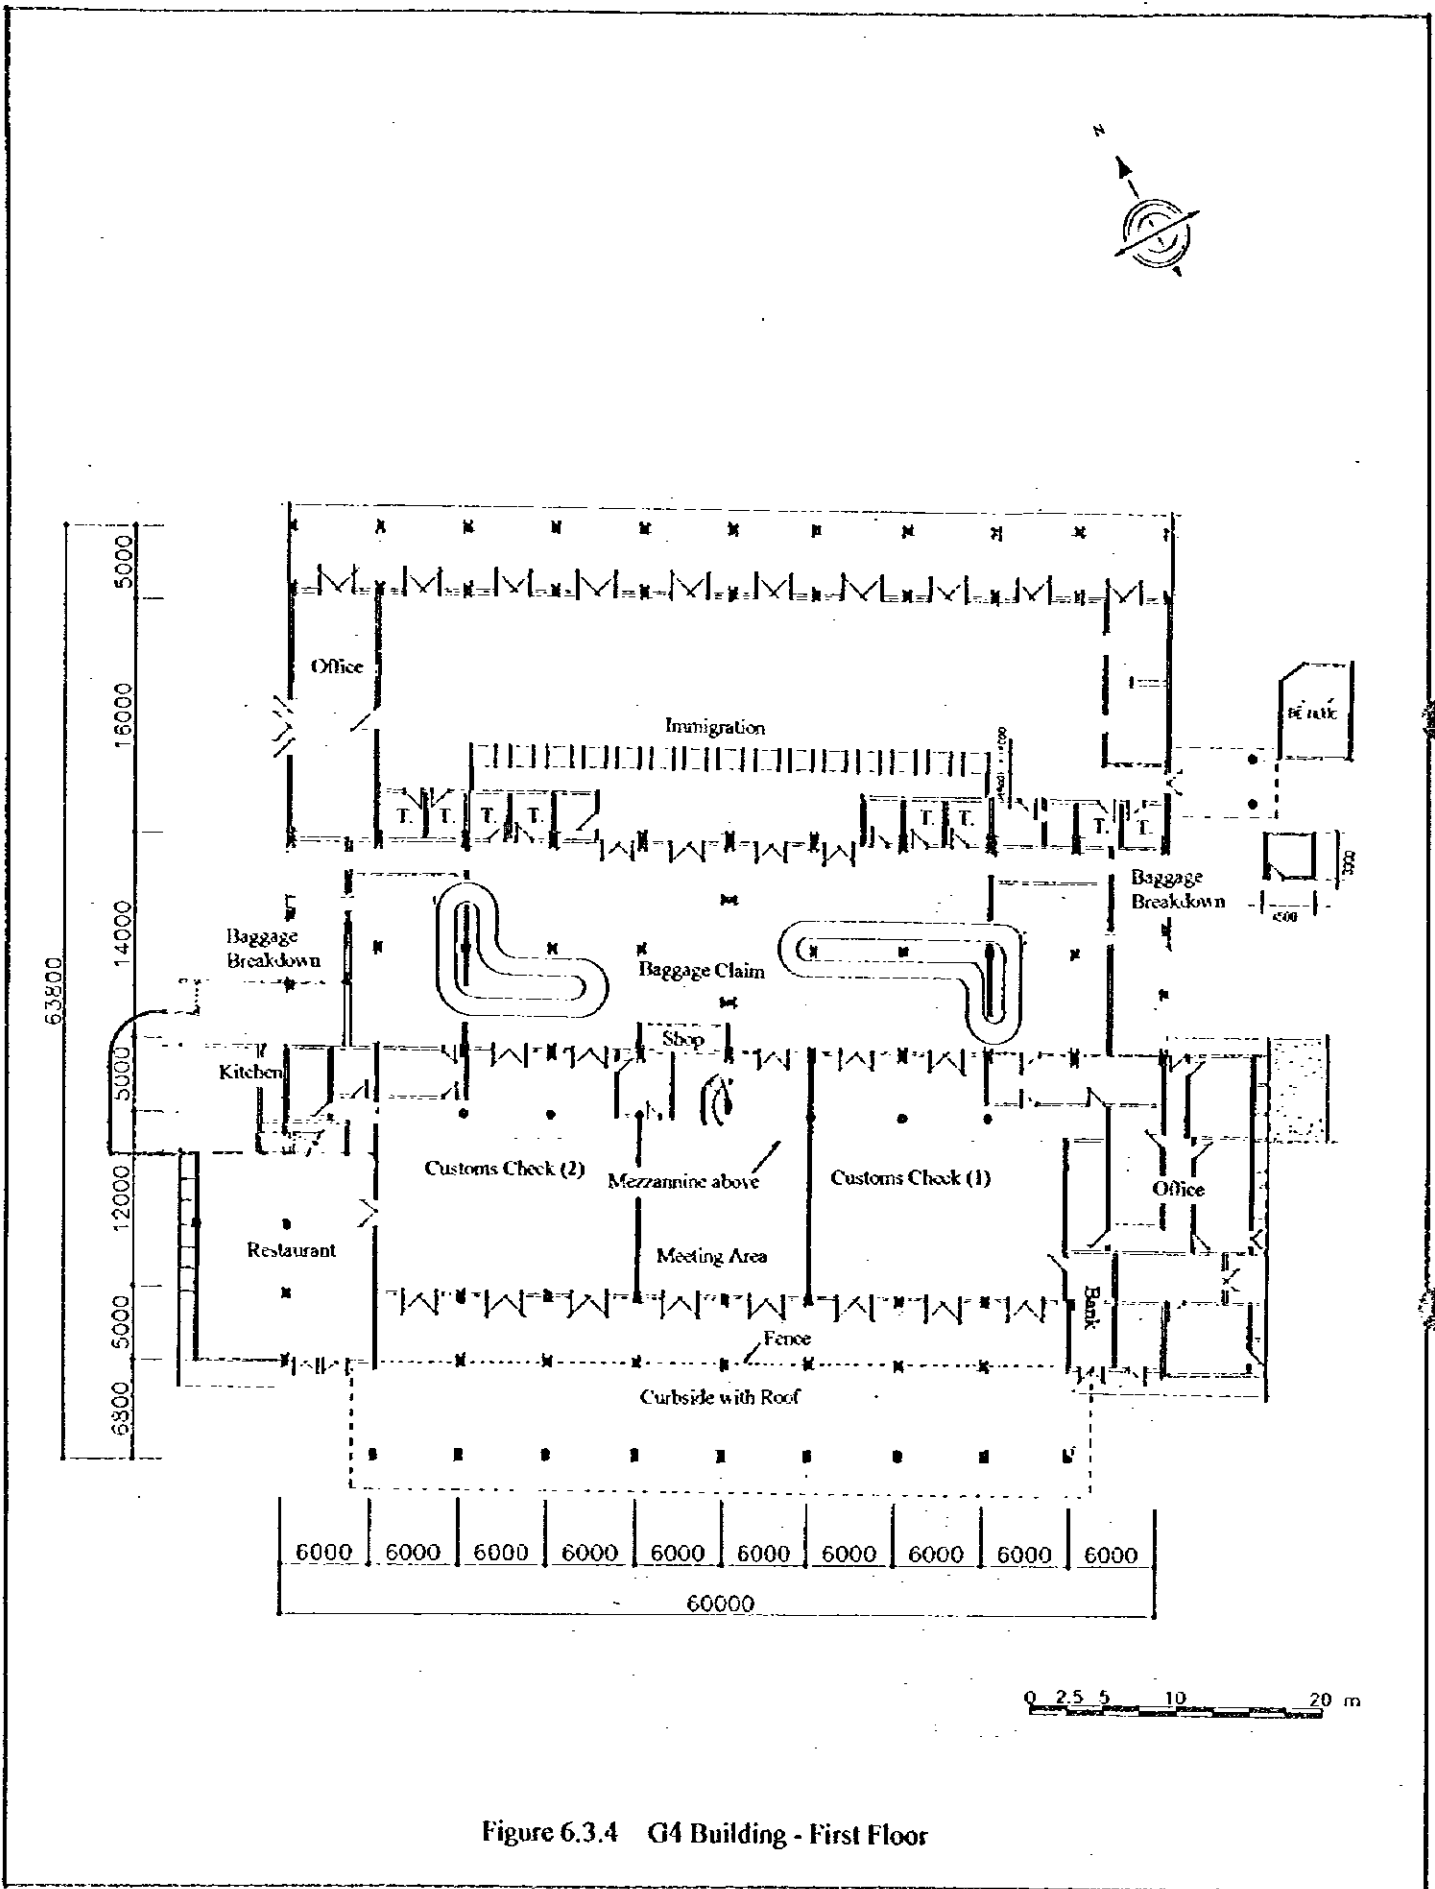 N
5000
16000
14000
5000
12000
5000
6800
63800
Office
Immigration
T.
T.
T.
T.
T.
T.
T.
T.
3000
4500
Baggage
Breakdown
Baggage
Breakdown
Baggage Claim
Shop
Kitchen
Customs Check (2)
Mezzannine above
Customs Check (1)
Office
Restaurant
Meeting Area
Bank
Fence
Curbside with Roof
6000
6000
6000
6000
6000
6000
6000
6000
6000
6000
60000
0 2.5 5 10 20 m
Figure 6.3.4 G4 Building - First Floor